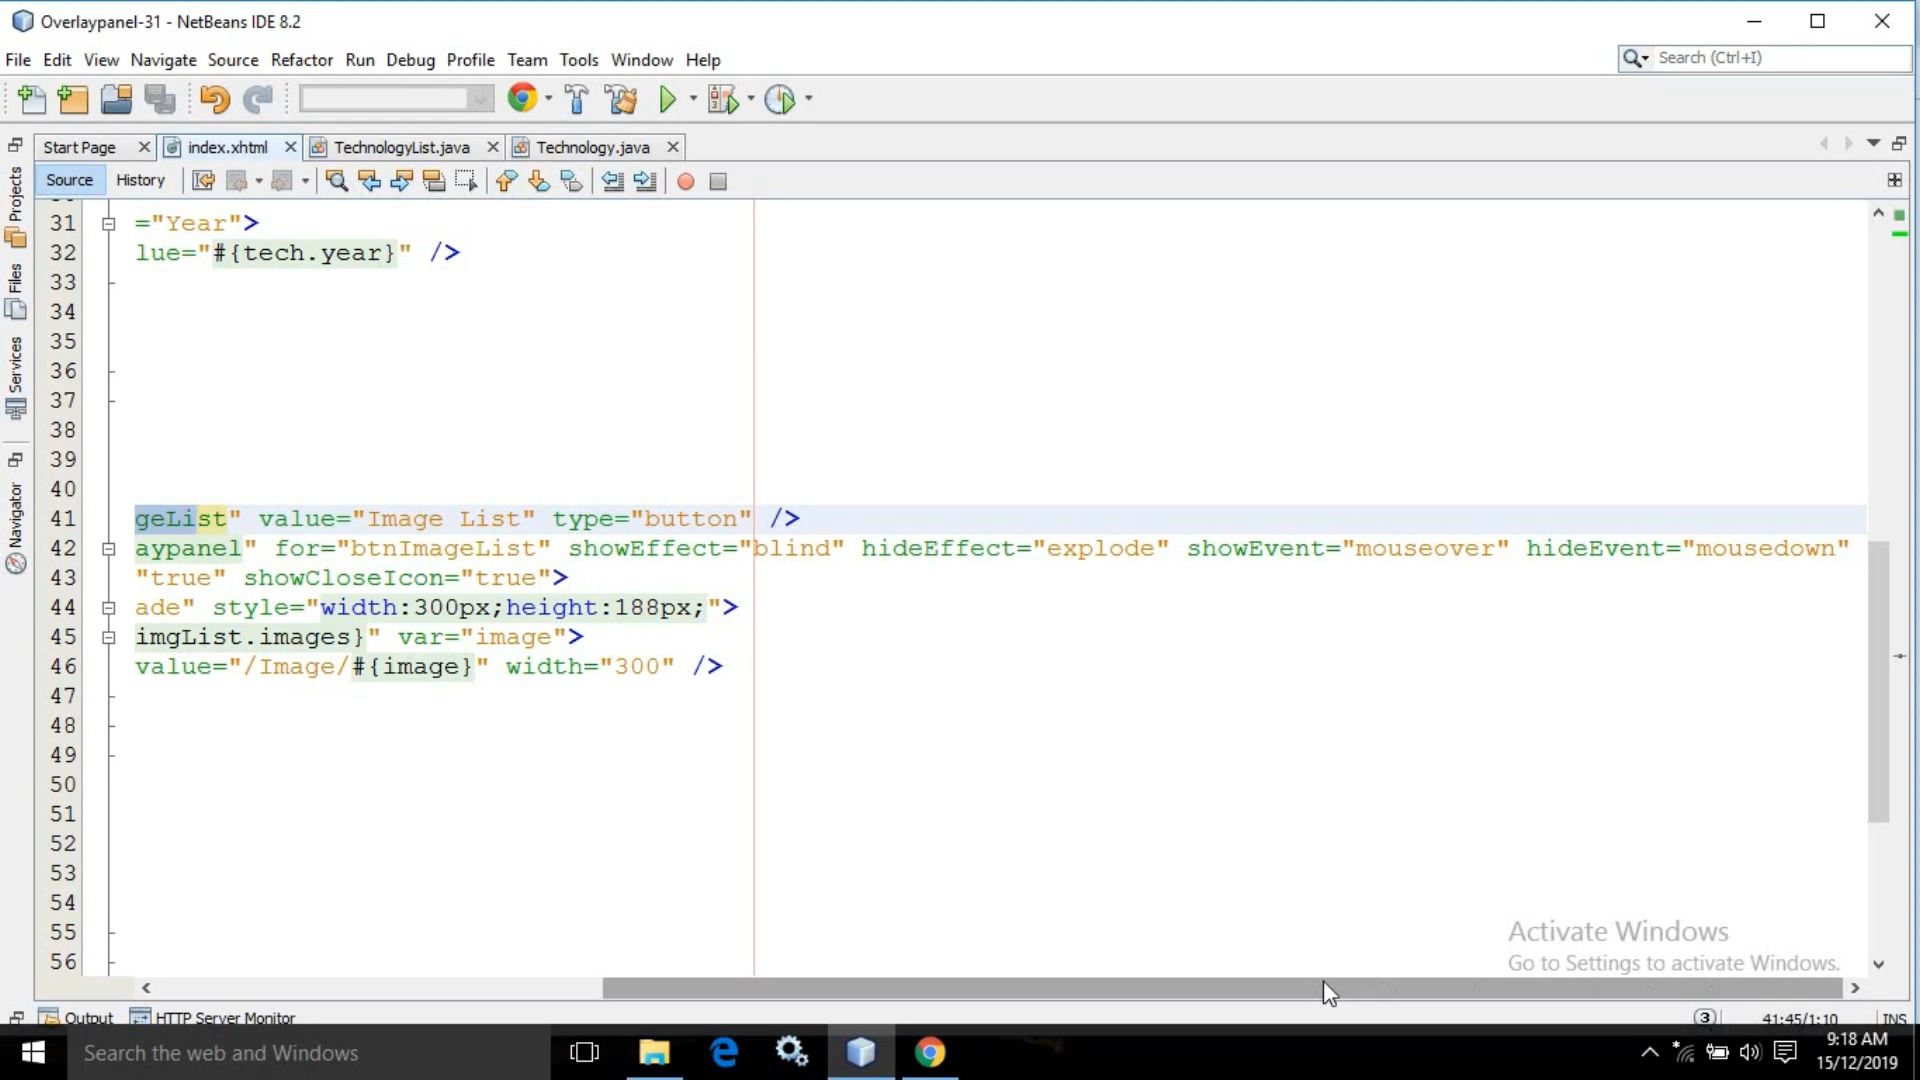 Overlaypanel-31 - NetBeans IDE 8.2
File Edit View Navigate Source Refactor Run Debug Profile Team Tools Window Help
Search (Ctrl+I)
Start Page index.xhtml TechnologyList.java Technology.java
Source History
Projects
Files
Services
Navigator
31 ="Year">
32 lue="#{tech.year}" />
33
34
35
36
37
38
39
40
41 geList" value="Image List" type="button" />
42 aypanel" for="btnImageList" showEffect="blind" hideEffect="explode" showEvent="mouseover" hideEvent="mousedown"
43 "true" showCloseIcon="true">
44 ade" style="width:300px;height:188px;">
45 imgList.images}" var="image">
46 value="/Image/#{image}" width="300" />
47
48
49
50
51
52
53
54
55
56
Activate Windows
Go to Settings to activate Windows.
Output HTTP Server Monitor
3 41:45/1:10 INS
Search the web and Windows
9:18 AM
15/12/2019